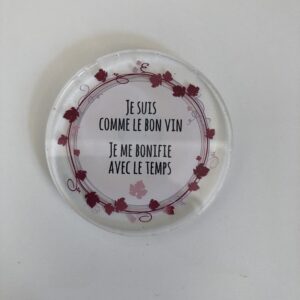 Je suis
comme le bon vin
Je me bonifie
avec le temps